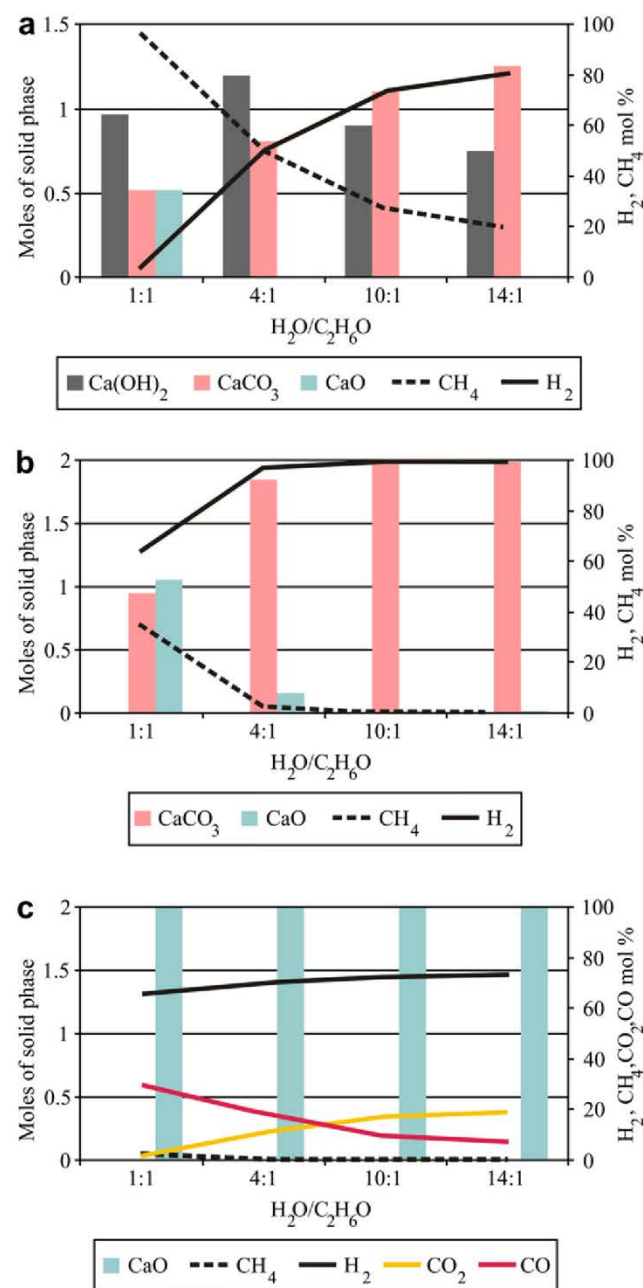 a
1.5
1
0.5
0
100
80
60
40
20
0
Moles of solid phase
H₂, CH₄ mol %
1:1 4:1 10:1 14:1
H₂O/C₂H₆O
Ca(OH)₂ CaCO₃ CaO CH₄ H₂
b
2
1.5
1
0.5
0
100
80
60
40
20
0
Moles of solid phase
H₂, CH₄ mol %
1:1 4:1 10:1 14:1
H₂O/C₂H₆O
CaCO₃ CaO CH₄ H₂
c
2
1.5
1
0.5
0
100
80
60
40
20
0
Moles of solid phase
H₂, CH₄,CO₂,CO mol %
1:1 4:1 10:1 14:1
H₂O/C₂H₆O
CaO CH₄ H₂ CO₂ CO